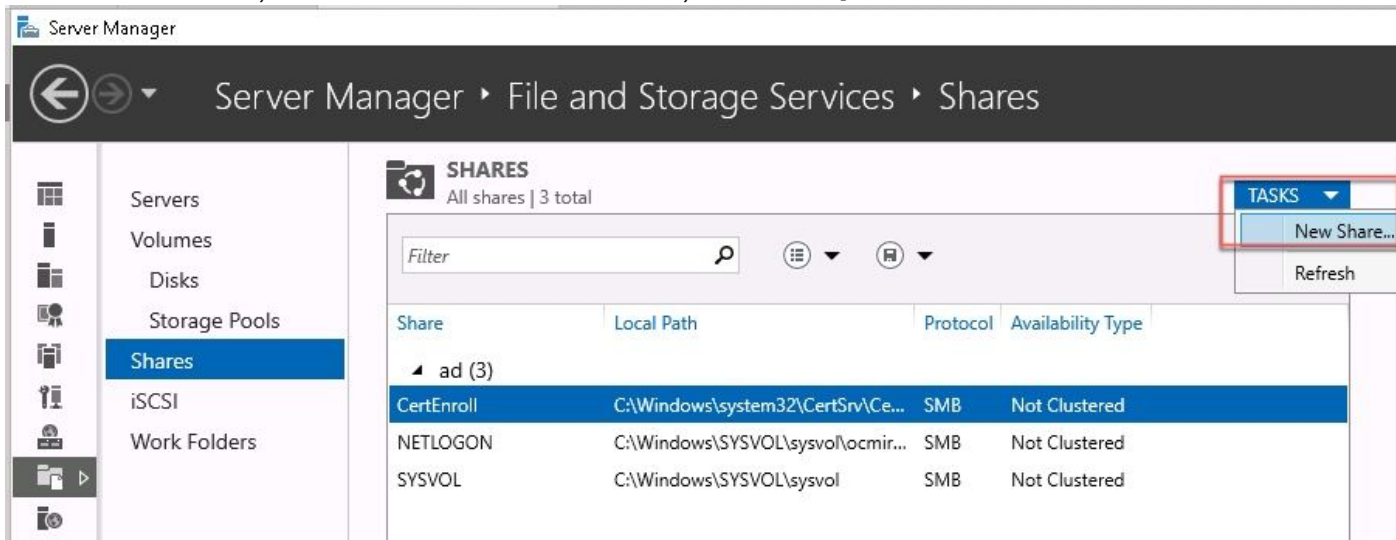 Server Manager
Server Manager ‣ File and Storage Services ‣ Shares
Servers
Volumes
Disks
Storage Pools
Shares
iSCSI
Work Folders
SHARES
All shares | 3 total
TASKS
New Share...
Refresh
Filter
Share Local Path Protocol Availability Type
ad (3)
CertEnroll C:\Windows\system32\CertSrv\Ce... SMB Not Clustered
NETLOGON C:\Windows\SYSVOL\sysvol\ocmir... SMB Not Clustered
SYSVOL C:\Windows\SYSVOL\sysvol SMB Not Clustered